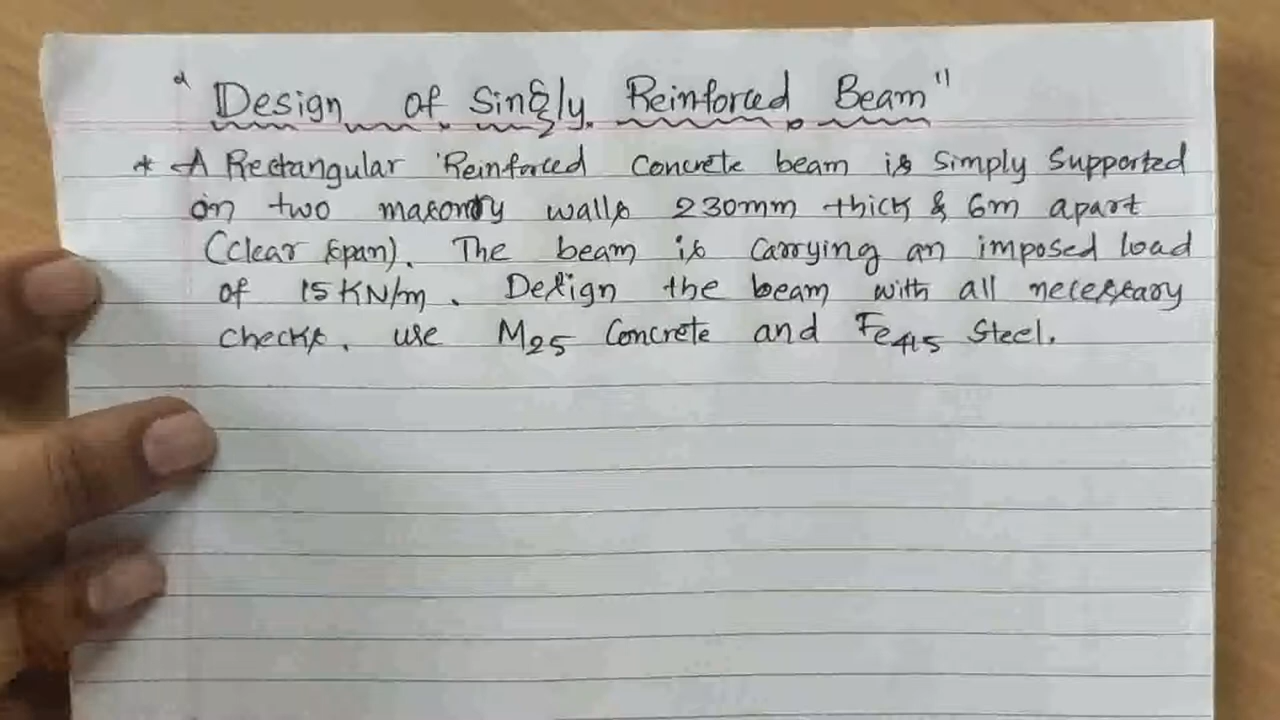 "Design of Singly Reinforced Beam"
* A Rectangular Reinforced Concrete beam is Simply Supported
on two masonry walls 230mm thick & 6m apart
(clear span). The beam is Carrying an imposed load
of 15 KN/m. Design the beam with all necessary
checks. use M25 Concrete and Fe415 Steel.